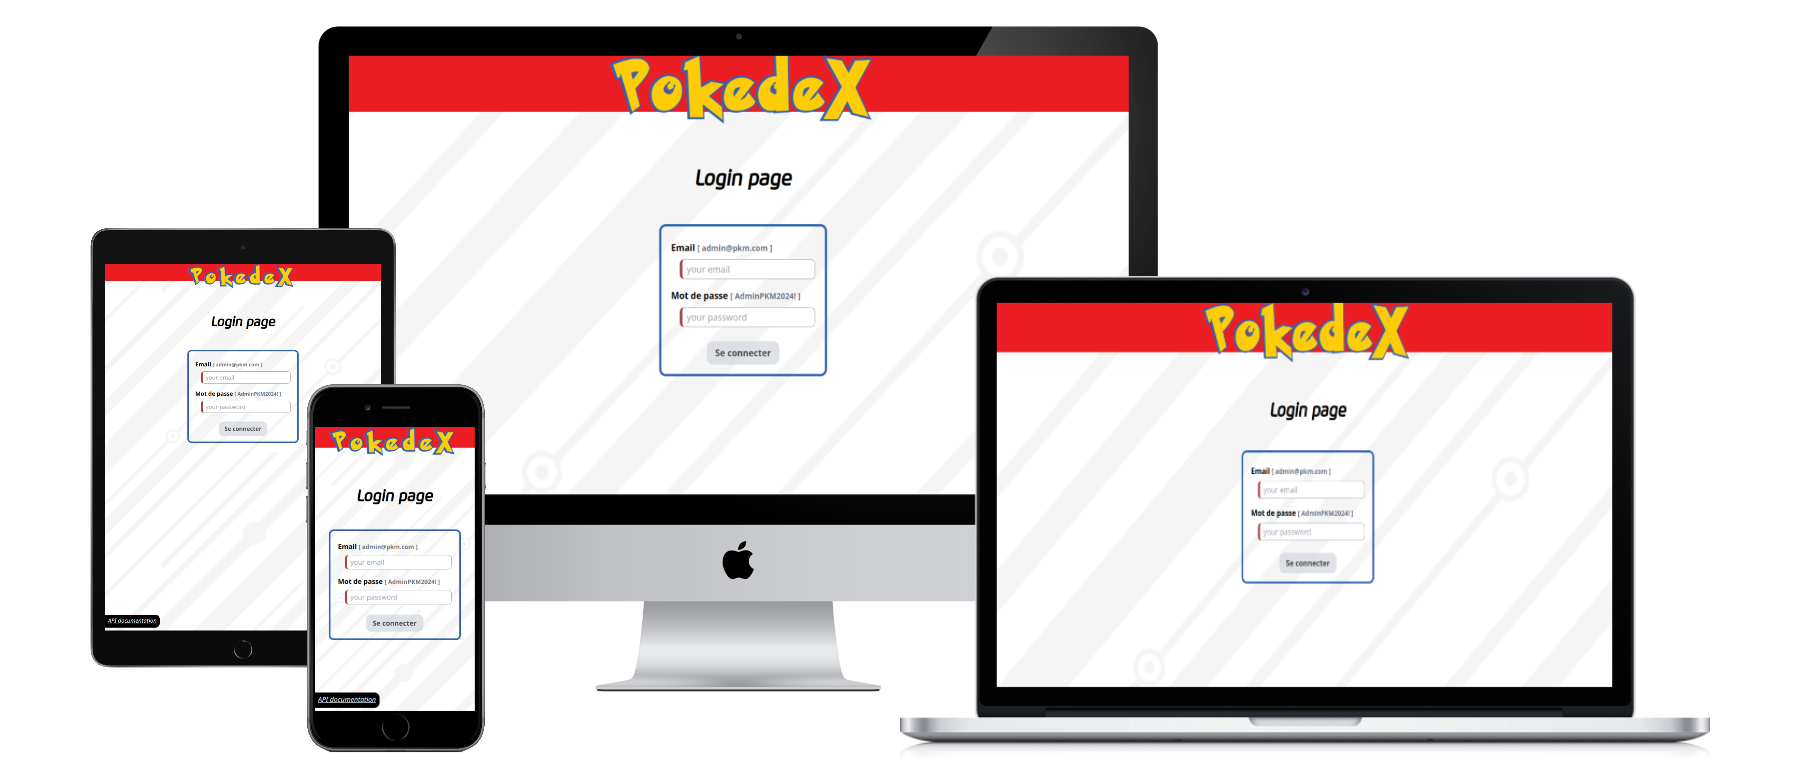 PokedeX
Login page
Email [ admin@pkm.com ]
your email
Mot de passe [ AdminPKM2024! ]
your password
Se connecter
PokedeX
Login page
Email [ admin@pkm.com ]
your email
Mot de passe [ AdminPKM2024! ]
your password
Se connecter
API documentation
PokedeX
Login page
Email [ admin@pkm.com ]
your email
Mot de passe [ AdminPKM2024! ]
your password
Se connecter
API documentation
PokedeX
Login page
Email [ admin@pkm.com ]
your email
Mot de passe [ AdminPKM2024! ]
your password
Se connecter